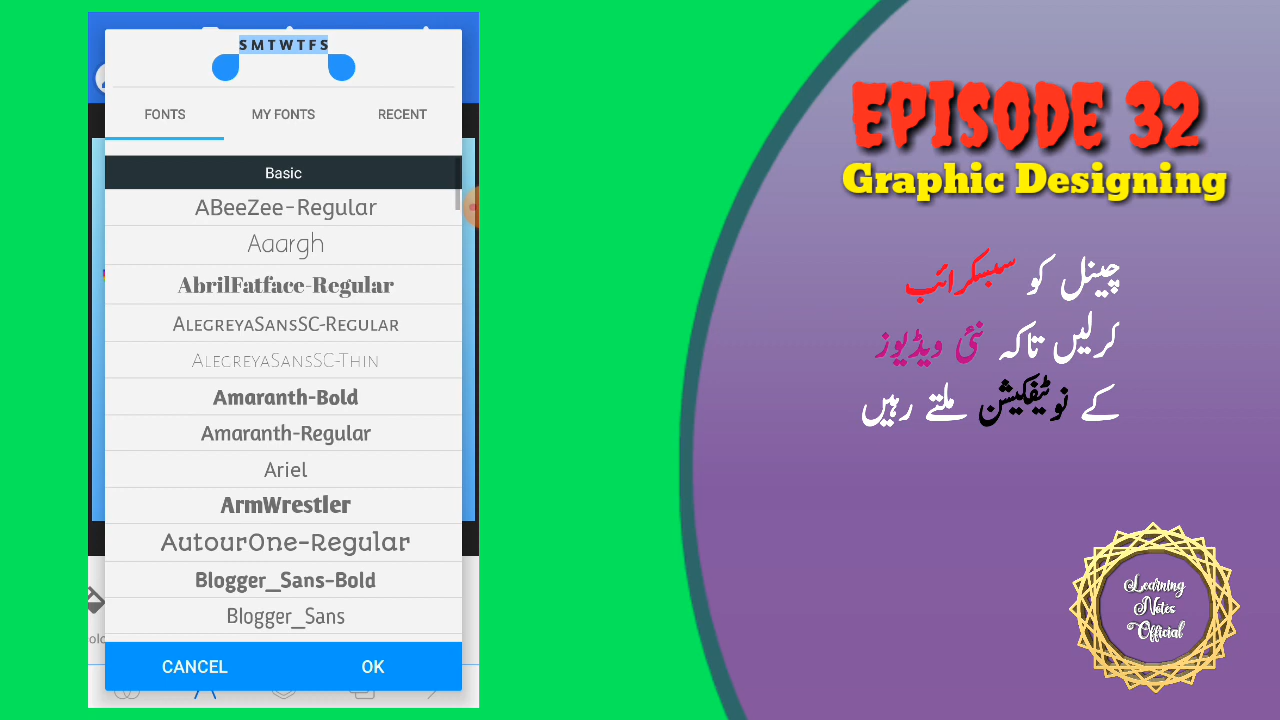 S M T W T F S
FONTS
MY FONTS
RECENT
Basic
ABeeZee-Regular
Aaargh
AbrilFatface-Regular
AlegreyaSansSC-Regular
AlegreyaSansSC-Thin
Amaranth-Bold
Amaranth-Regular
Ariel
ArmWrestler
AutourOne-Regular
Blogger_Sans-Bold
Blogger_Sans
CANCEL
OK
EPISODE 32
Graphic Designing
چینل کو سبسکرائب
کرلیں تاکہ نئی ویڈیوز
کے نوٹیفکیشن ملتے رہیں
Learning
Notes
Official